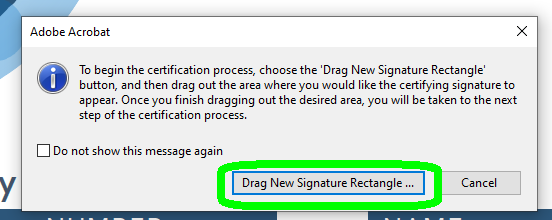 Adobe Acrobat
To begin the certification process, choose the 'Drag New Signature Rectangle'
button, and then drag out the area where you would like the certifying signature to
appear. Once you finish dragging out the desired area, you will be taken to the next
step of the certification process.
Do not show this message again
y
Drag New Signature Rectangle ...
Cancel
NUMBER
NAME